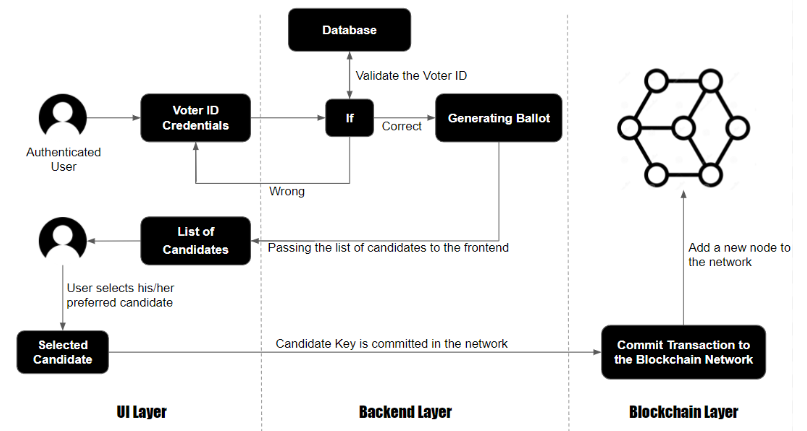 Database
Validate the Voter ID
Voter ID
Credentials
If
Correct
Generating Ballot
Authenticated
User
Wrong
List of
Candidates
Passing the list of candidates to the frontend
User selects his/her
preferred candidate
Add a new node to
the network
Selected
Candidate
Candidate Key is committed in the network
Commit Transaction to
the Blockchain Network
UI Layer
Backend Layer
Blockchain Layer